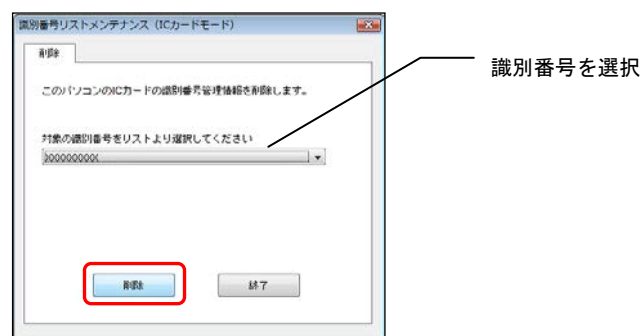 識別番号リストメンテナンス（ICカードモード）
削除
このパソコンのICカードの識別番号管理情報を削除します。
識別番号を選択
対象の識別番号をリストより選択してください
XXXXXXXXXX
削除
終了